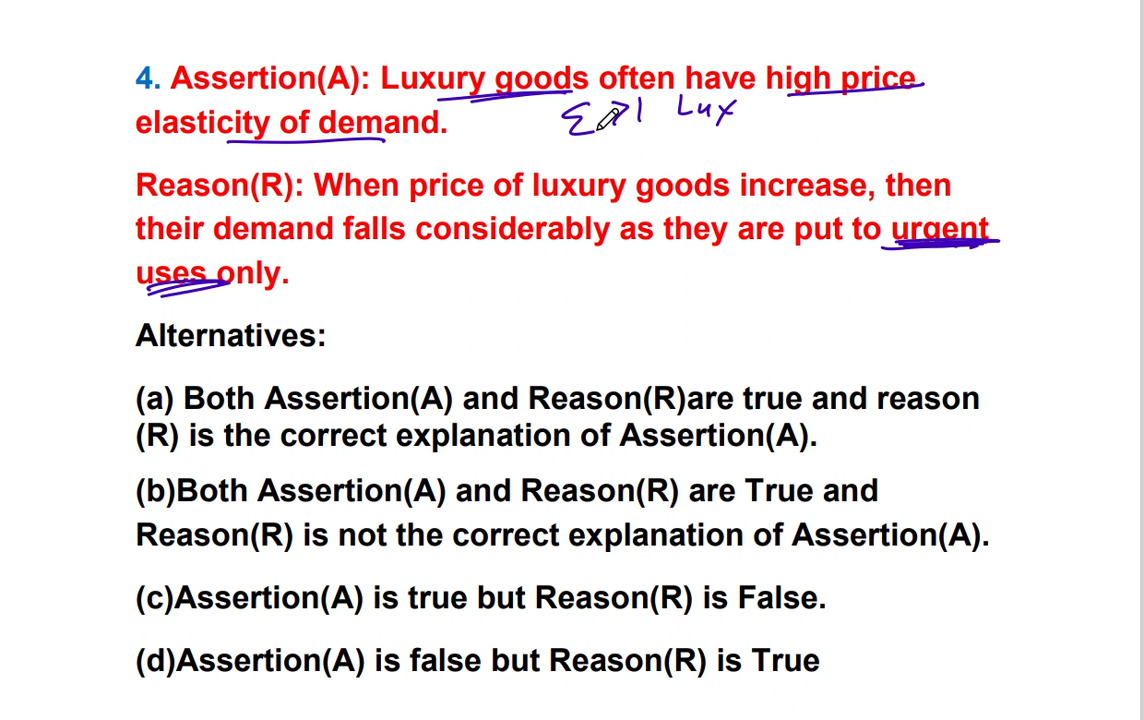 4. Assertion(A): Luxury goods often have high price
elasticity of demand.
Σ>1 Lux
Reason(R): When price of luxury goods increase, then
their demand falls considerably as they are put to urgent
uses only.
Alternatives:
(a) Both Assertion(A) and Reason(R)are true and reason
(R) is the correct explanation of Assertion(A).
(b)Both Assertion(A) and Reason(R) are True and
Reason(R) is not the correct explanation of Assertion(A).
(c)Assertion(A) is true but Reason(R) is False.
(d)Assertion(A) is false but Reason(R) is True